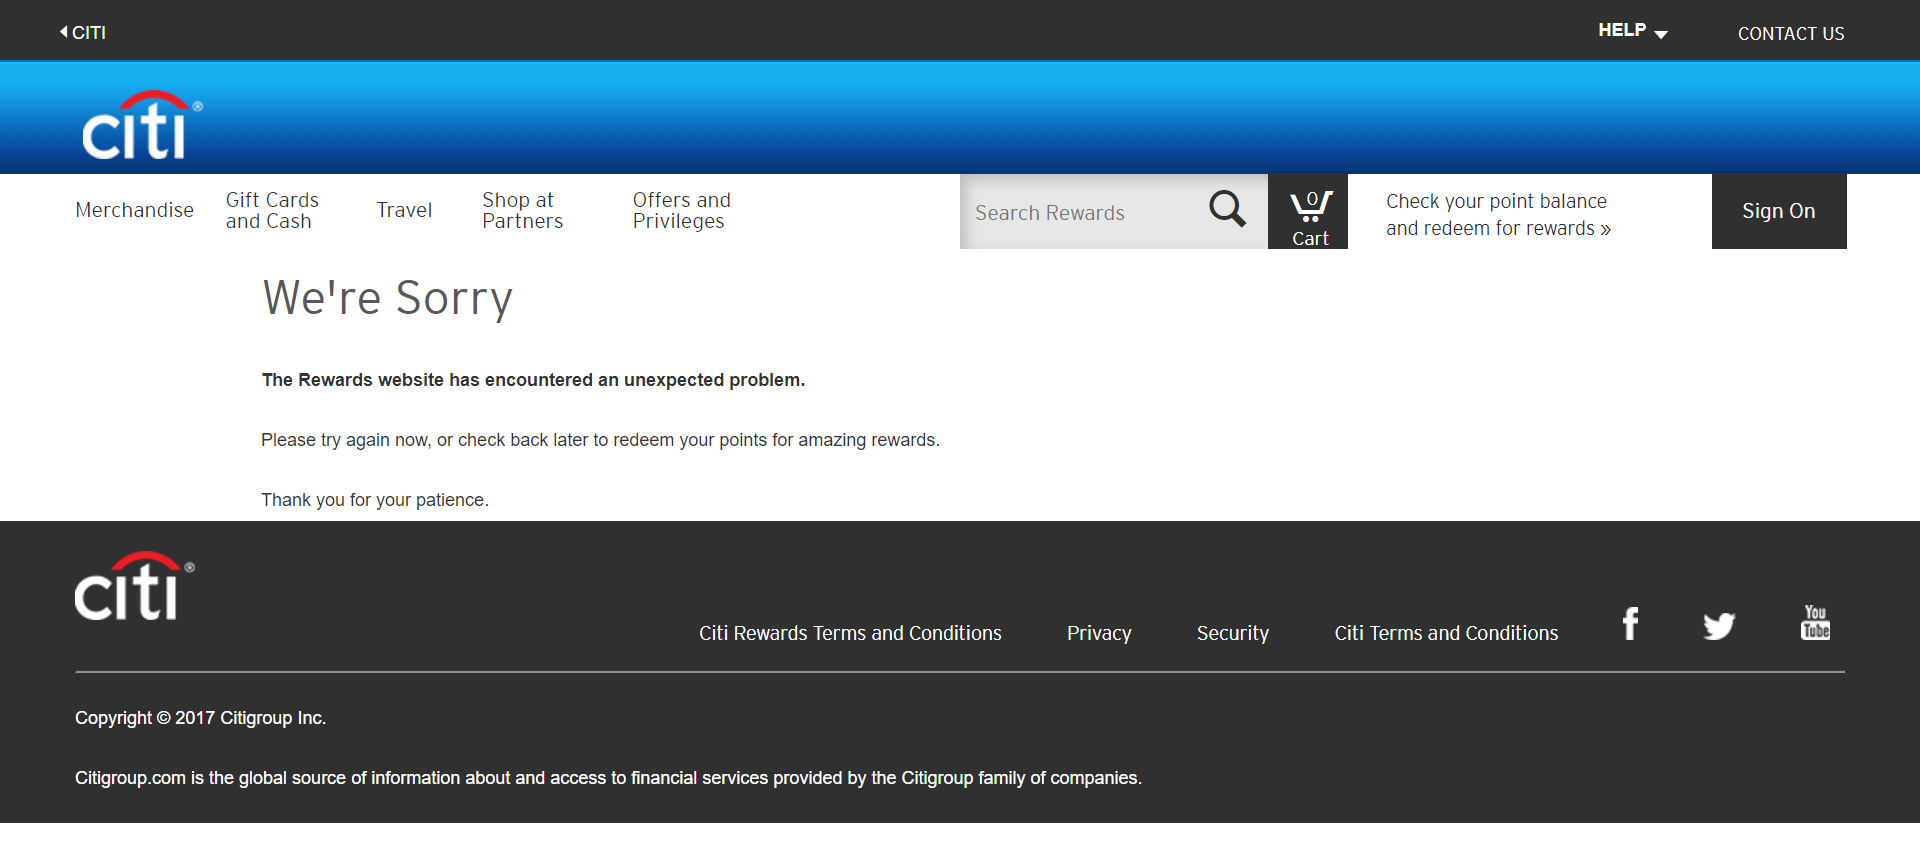 CITI
HELP
CONTACT US
citi®
Merchandise
Gift Cards
and Cash
Travel
Shop at
Partners
Offers and
Privileges
Search Rewards
0
Cart
Check your point balance
and redeem for rewards »
Sign On
We're Sorry
The Rewards website has encountered an unexpected problem.
Please try again now, or check back later to redeem your points for amazing rewards.
Thank you for your patience.
citi®
Citi Rewards Terms and Conditions
Privacy
Security
Citi Terms and Conditions
f
You
Tube
Copyright © 2017 Citigroup Inc.
Citigroup.com is the global source of information about and access to financial services provided by the Citigroup family of companies.